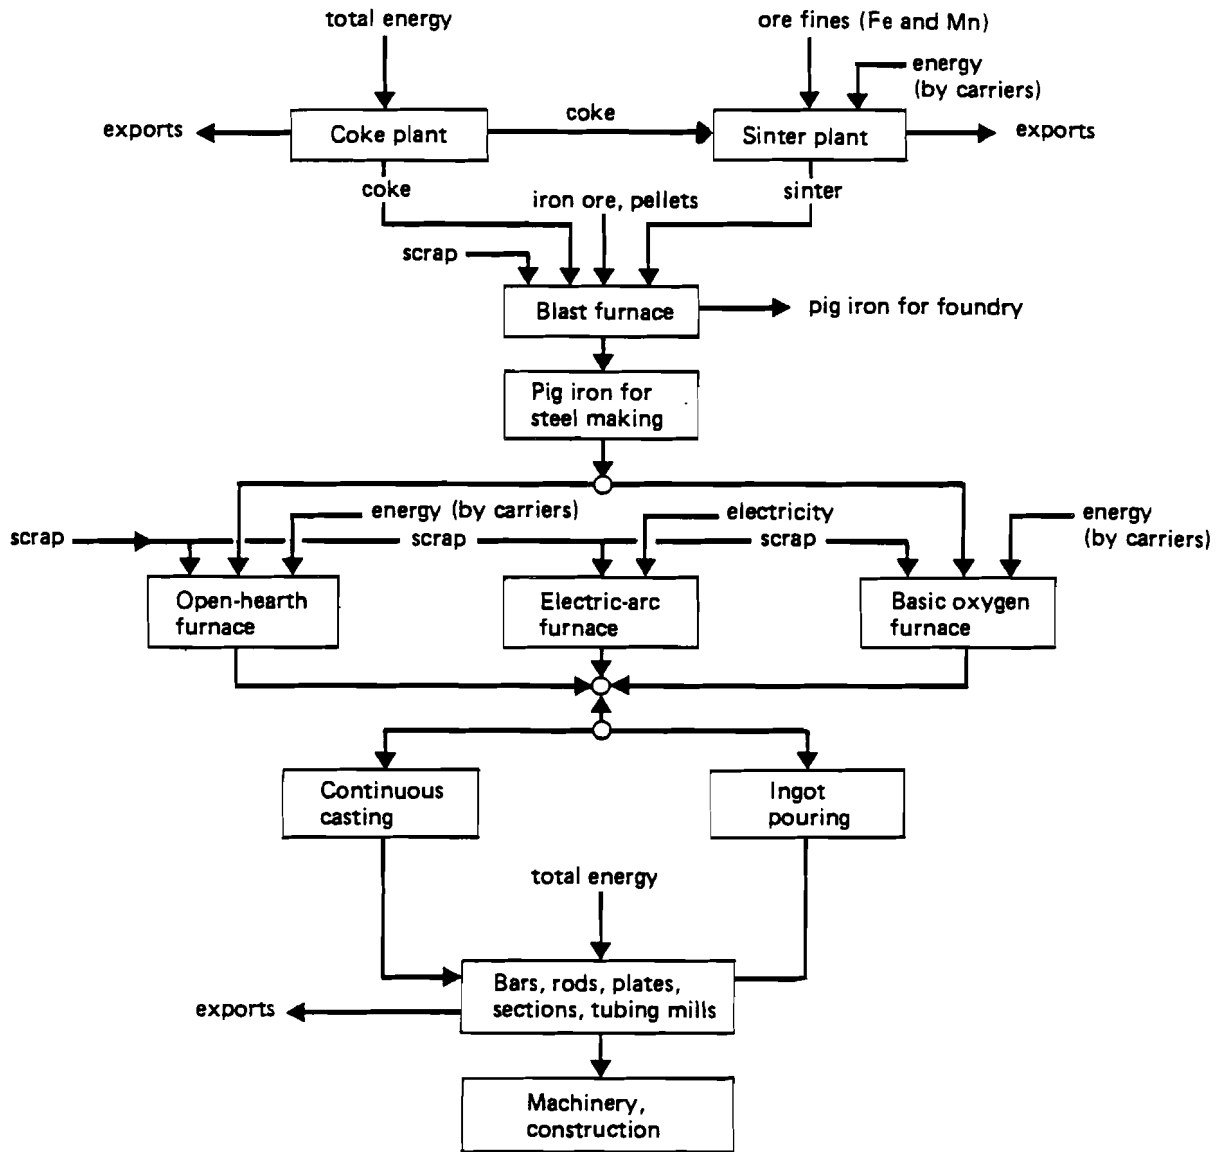 total energy
ore fines (Fe and Mn)
energy
(by carriers)
exports
Coke plant
coke
Sinter plant
exports
coke
iron ore, pellets
sinter
scrap
Blast furnace
pig iron for foundry
Pig iron for
steel making
energy (by carriers)
electricity
energy
(by carriers)
scrap
scrap
scrap
Open-hearth
furnace
Electric-arc
furnace
Basic oxygen
furnace
Continuous
casting
Ingot
pouring
total energy
Bars, rods, plates,
sections, tubing mills
exports
Machinery,
construction